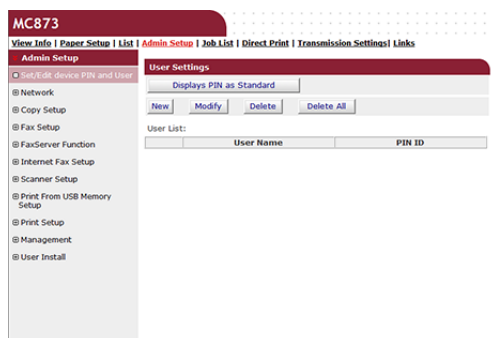 MC873
View Info | Paper Setup | List | Admin Setup | Job List | Direct Print | Transmission Settings| Links
Admin Setup
Set/Edit device PIN and User
Network
Copy Setup
Fax Setup
FaxServer Function
Internet Fax Setup
Scanner Setup
Print From USB Memory
Setup
Print Setup
Management
User Install
User Settings
Displays PIN as Standard
New Modify Delete Delete All
User List:
User Name PIN ID